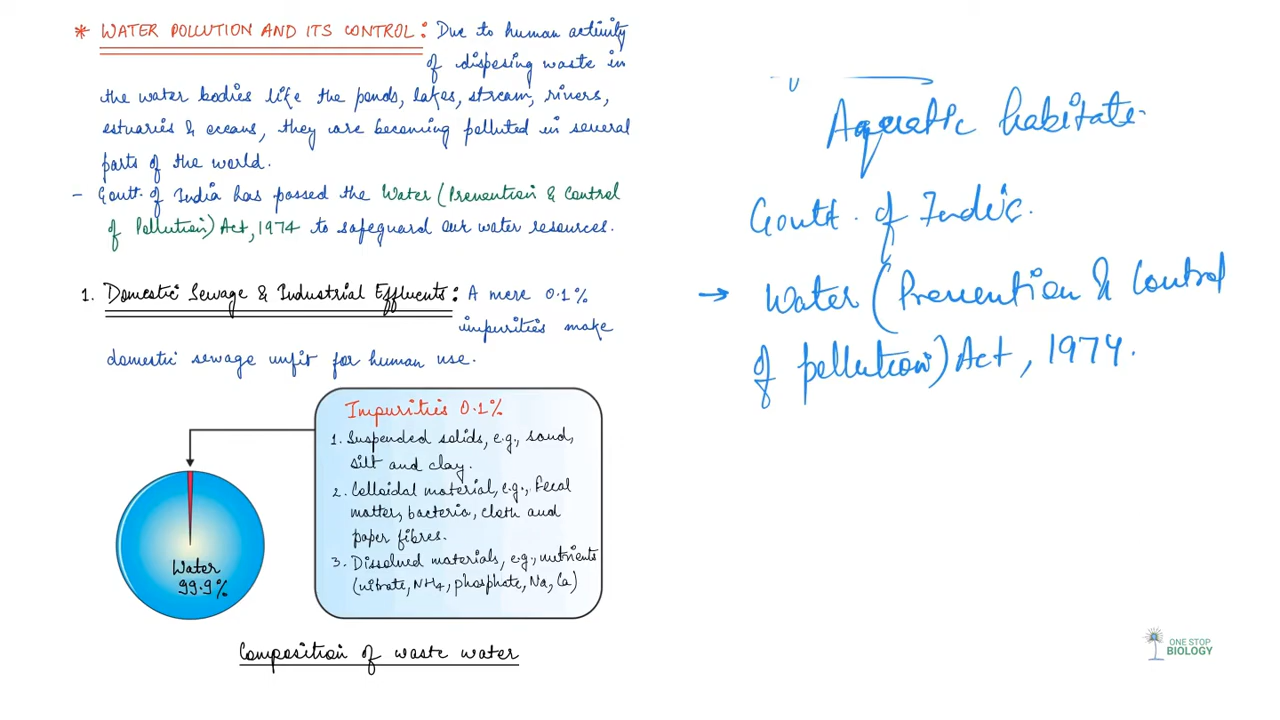 * WATER POLLUTION AND ITS CONTROL: Due to human activity
of disposing waste in
the water bodies like the ponds, lakes, stream, rivers,
estuaries & oceans, they are becoming polluted in several
parts of the world.
- Govtt. of India has passed the Water (Prevention & Control
of Pollution) Act, 1974 to safeguard our water resources.
1. Domestic Sewage & Industrial Effluents: A mere 0.1%
impurities make
domestic sewage unfit for human use.
Impurities 0.1%
1. Suspended solids, e.g., sand,
silt and clay.
2. Colloidal material, e.g., Fecal
matter, bacteria, cloth and
paper fibres.
3. Dissolved materials, e.g., nutrients
(nitrate, NH4, phosphate, Na, Ca)
Water
99.9%
Composition of waste water
Aquatic habitate.
Govtt. of India.
→ Water (Prevention & Control
of pollution) Act, 1974.
ONE STOP
BIOLOGY